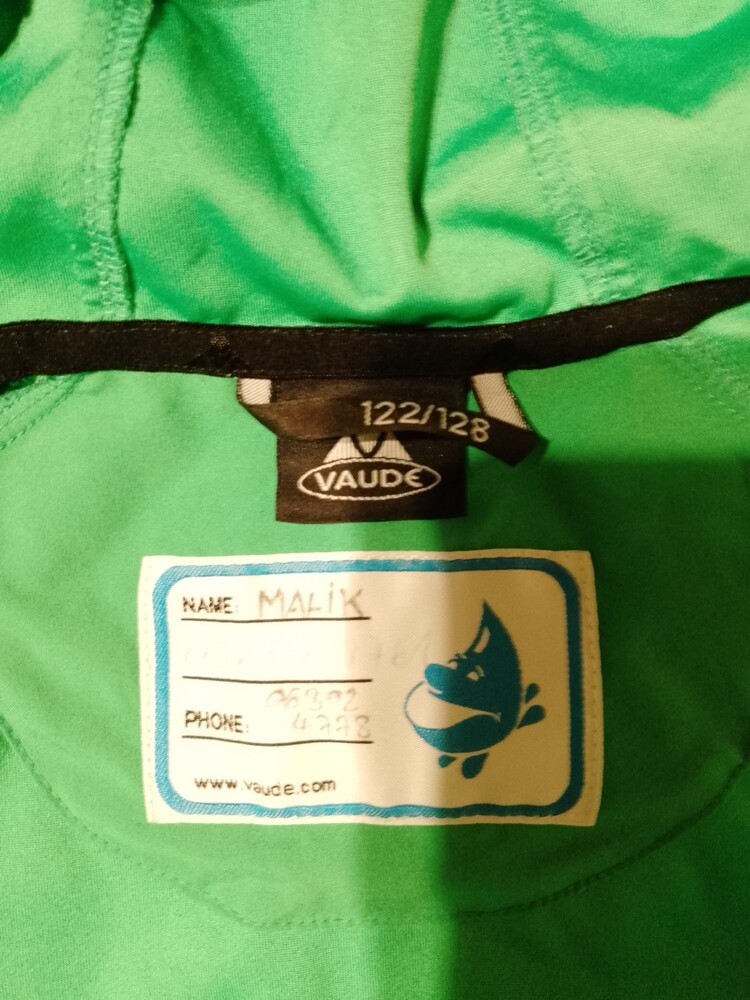 122/128
VAUDE
NAME: MALIK
06392
PHONE: 4778
www.vaude.com